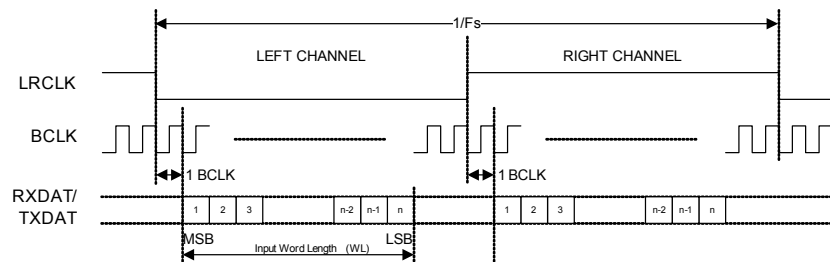 1/Fs
LEFT CHANNEL RIGHT CHANNEL
LRCLK
BCLK
1 BCLK 1 BCLK
RXDAT/
TXDAT
1 2 3 n-2 n-1 n 1 2 3 n-2 n-1 n
MSB LSB
Input Word Length (WL)